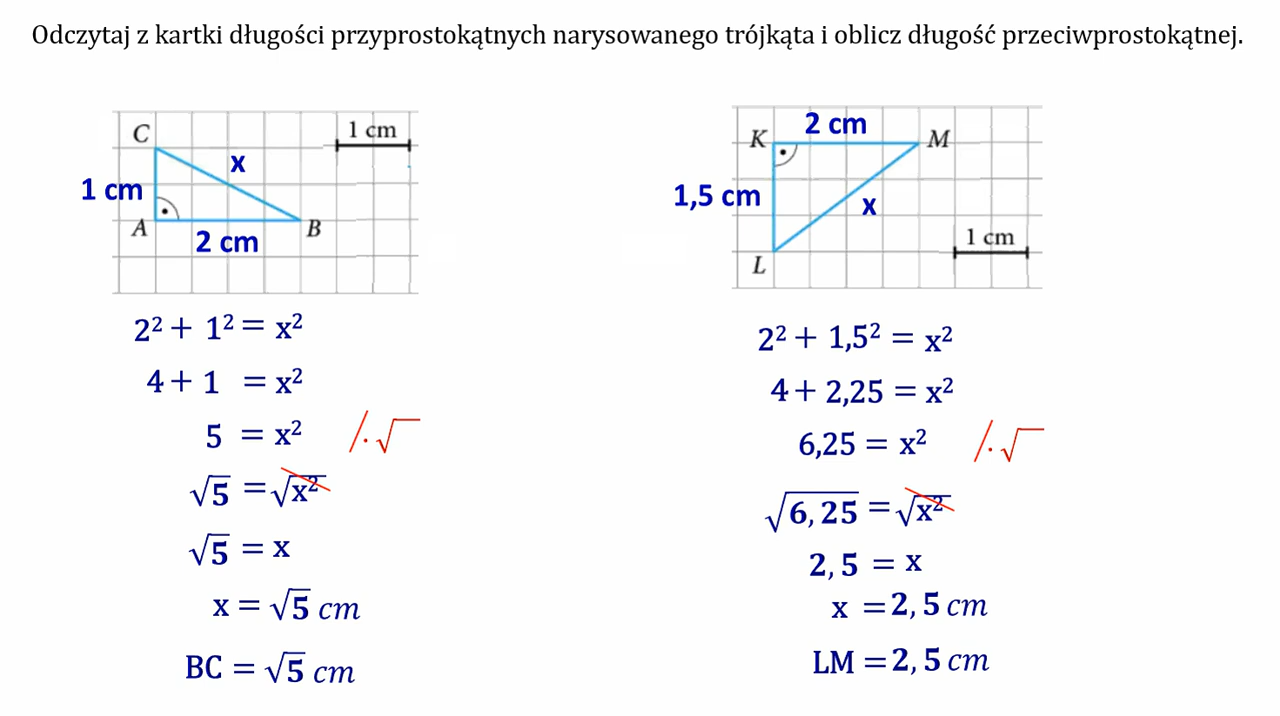 Odczytaj z kartki długości przyprostokątnych narysowanego trójkąta i oblicz długość przeciwprostokątnej.
C
1 cm
x
1 cm
A
2 cm
B
2² + 1² = x²
4 + 1 = x²
5 = x² /·√
√5 = √x²
√5 = x
x = √5 cm
BC = √5 cm
K
2 cm
M
1,5 cm
x
1 cm
L
2² + 1,5² = x²
4 + 2,25 = x²
6,25 = x² /·√
√6,25 = √x²
2,5 = x
x = 2,5 cm
LM = 2,5 cm